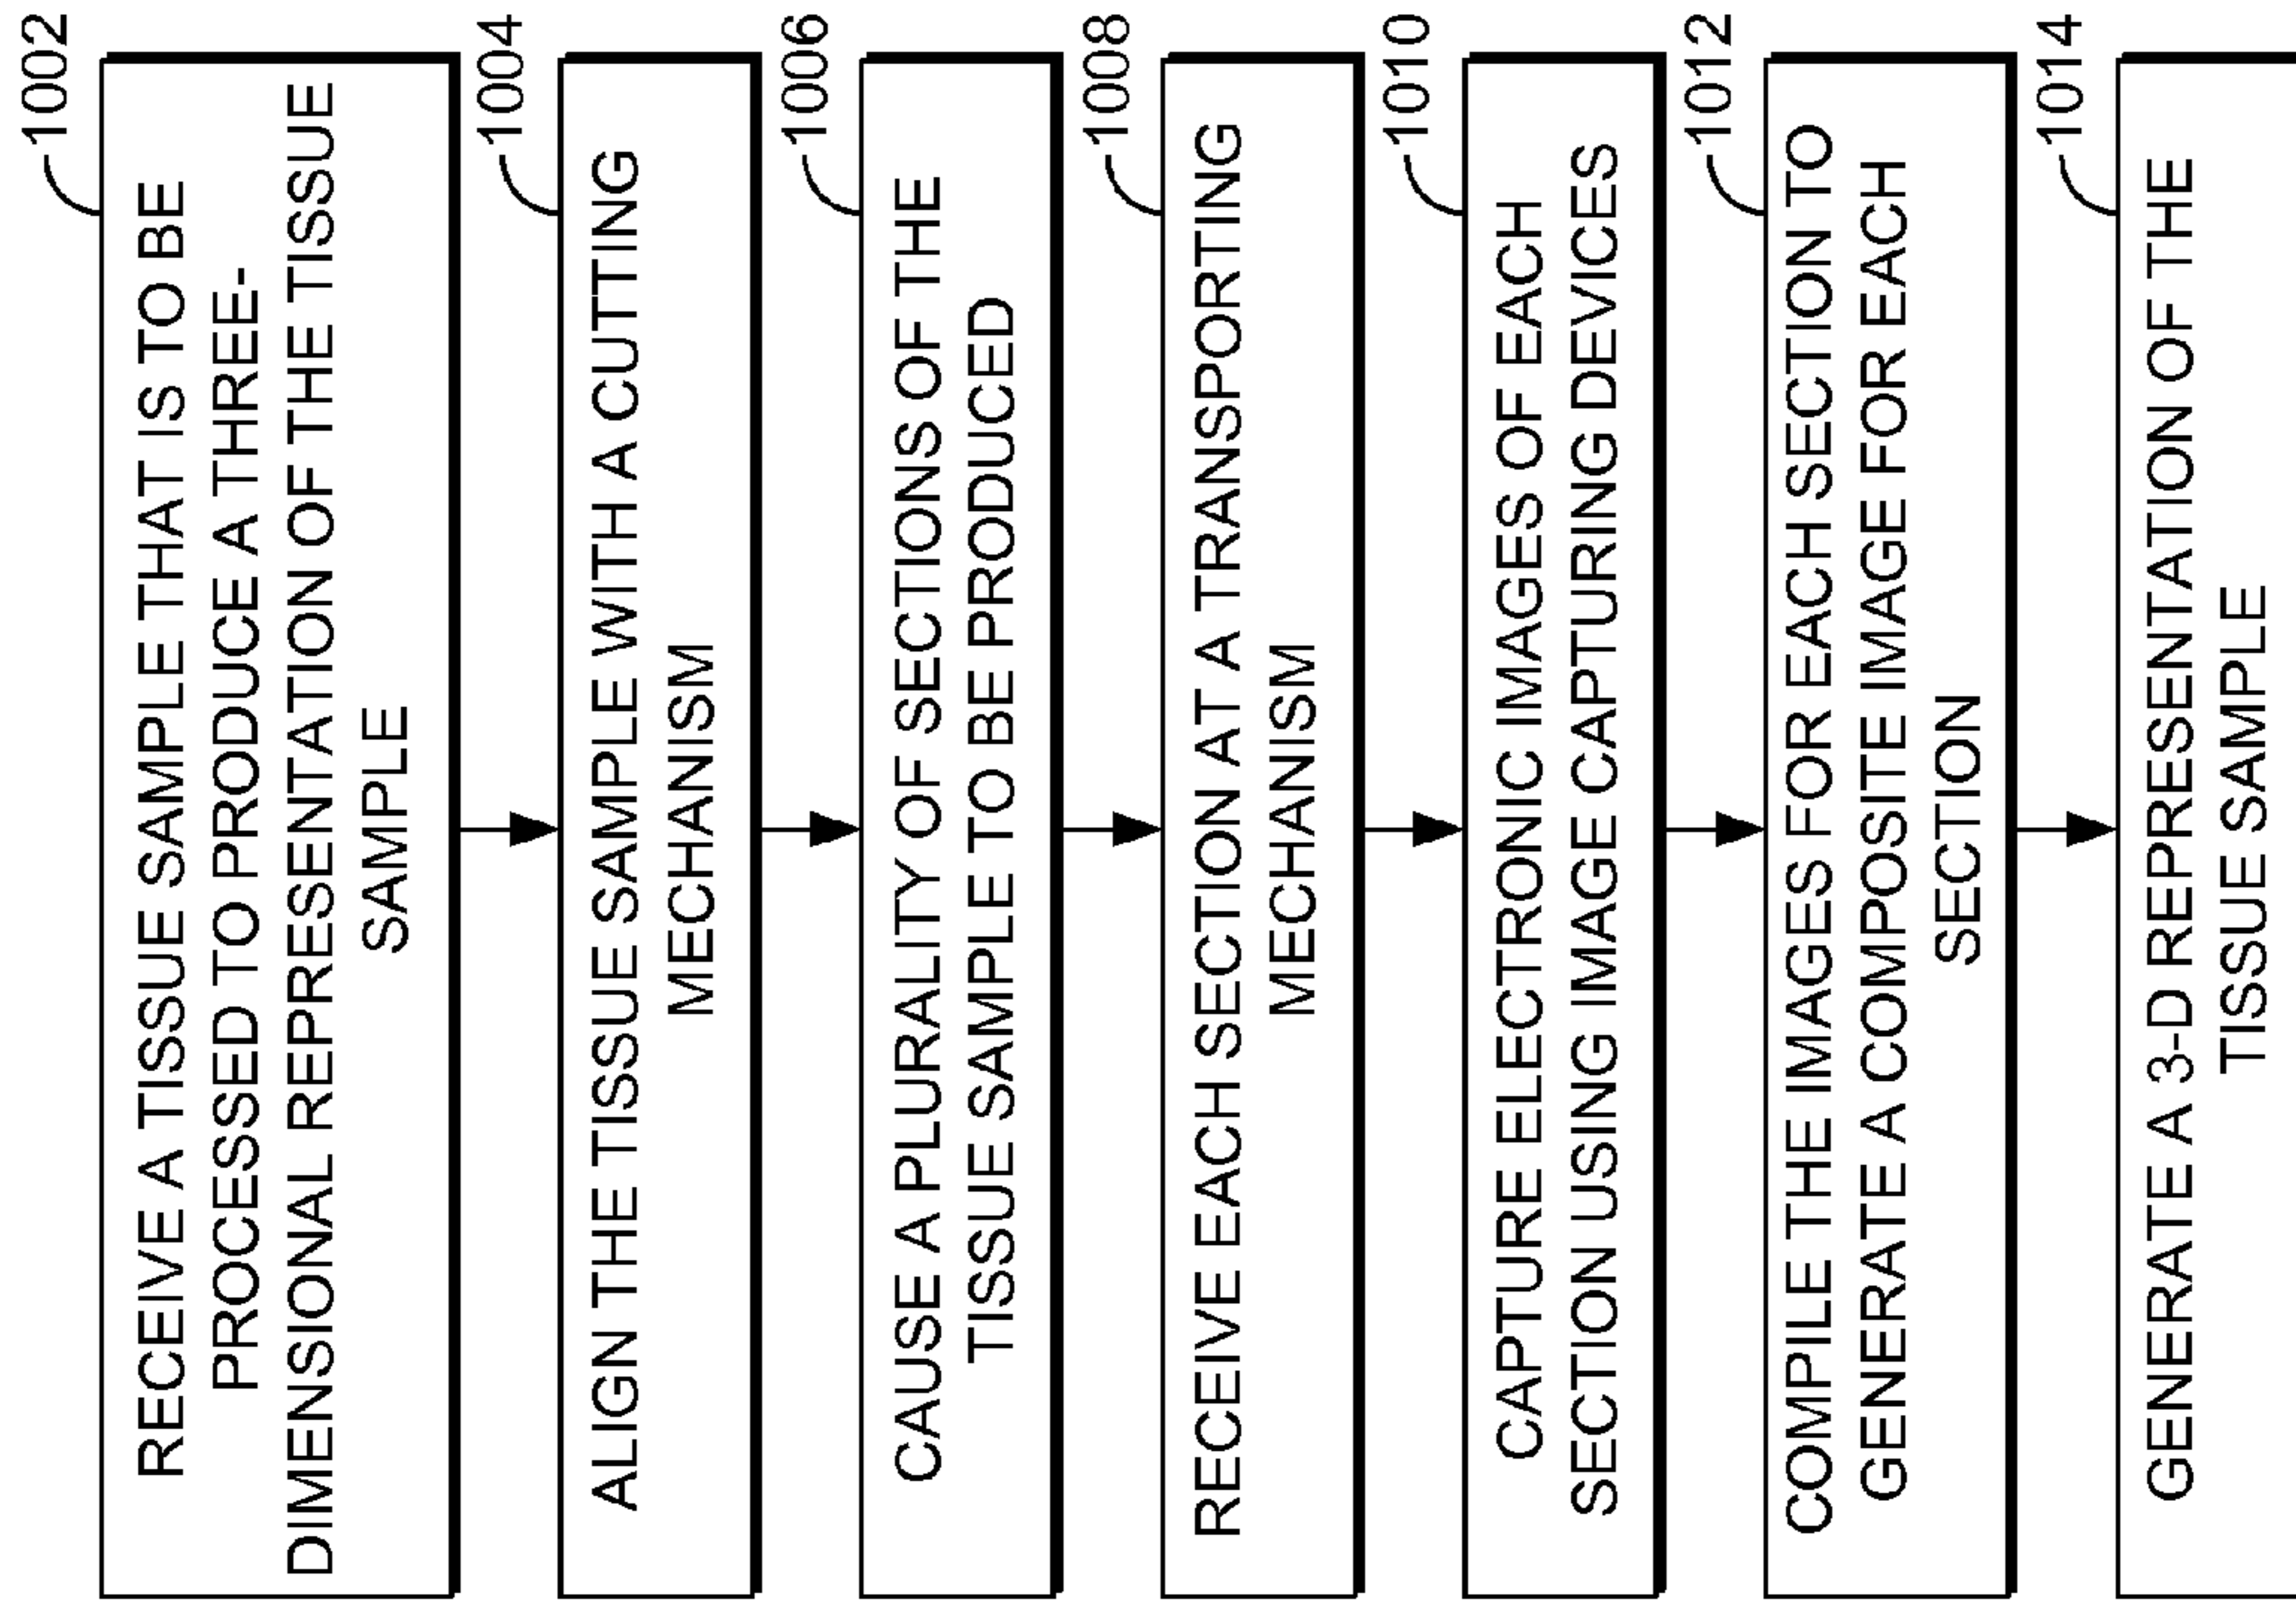 1002
RECEIVE A TISSUE SAMPLE THAT IS TO BE
PROCESSED TO PRODUCE A THREE-
DIMENSIONAL REPRESENTATION OF THE TISSUE
SAMPLE
1004
ALIGN THE TISSUE SAMPLE WITH A CUTTING
MECHANISM
1006
CAUSE A PLURALITY OF SECTIONS OF THE
TISSUE SAMPLE TO BE PRODUCED
1008
RECEIVE EACH SECTION AT A TRANSPORTING
MECHANISM
1010
CAPTURE ELECTRONIC IMAGES OF EACH
SECTION USING IMAGE CAPTURING DEVICES
1012
COMPILE THE IMAGES FOR EACH SECTION TO
GENERATE A COMPOSITE IMAGE FOR EACH
SECTION
1014
GENERATE A 3-D REPRESENTATION OF THE
TISSUE SAMPLE